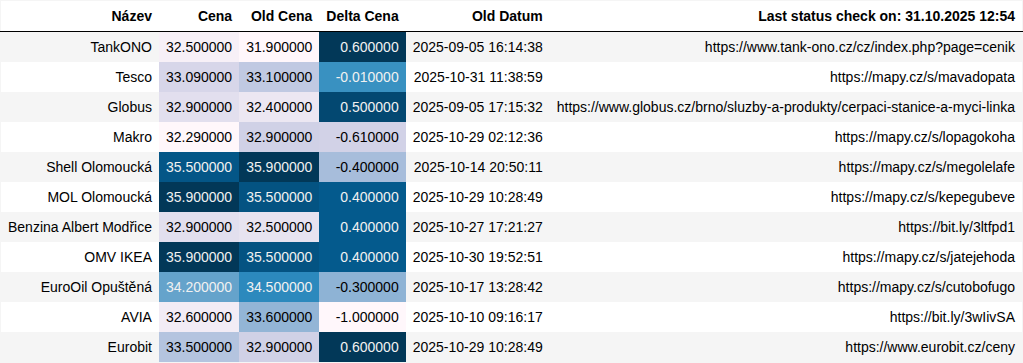 Název Cena Old Cena Delta Cena Old Datum Last status check on: 31.10.2025 12:54
TankONO 32.500000 31.900000 0.600000 2025-09-05 16:14:38 https://www.tank-ono.cz/cz/index.php?page=cenik
Tesco 33.090000 33.100000 -0.010000 2025-10-31 11:38:59 https://mapy.cz/s/mavadopata
Globus 32.900000 32.400000 0.500000 2025-09-05 17:15:32 https://www.globus.cz/brno/sluzby-a-produkty/cerpaci-stanice-a-myci-linka
Makro 32.290000 32.900000 -0.610000 2025-10-29 02:12:36 https://mapy.cz/s/lopagokoha
Shell Olomoucká 35.500000 35.900000 -0.400000 2025-10-14 20:50:11 https://mapy.cz/s/megolelafe
MOL Olomoucká 35.900000 35.500000 0.400000 2025-10-29 10:28:49 https://mapy.cz/s/kepegubeve
Benzina Albert Modřice 32.900000 32.500000 0.400000 2025-10-27 17:21:27 https://bit.ly/3ltfpd1
OMV IKEA 35.900000 35.500000 0.400000 2025-10-30 19:52:51 https://mapy.cz/s/jatejehoda
EuroOil Opuštěná 34.200000 34.500000 -0.300000 2025-10-17 13:28:42 https://mapy.cz/s/cutobofugo
AVIA 32.600000 33.600000 -1.000000 2025-10-10 09:16:17 https://bit.ly/3wIivSA
Eurobit 33.500000 32.900000 0.600000 2025-10-29 10:28:49 https://www.eurobit.cz/ceny